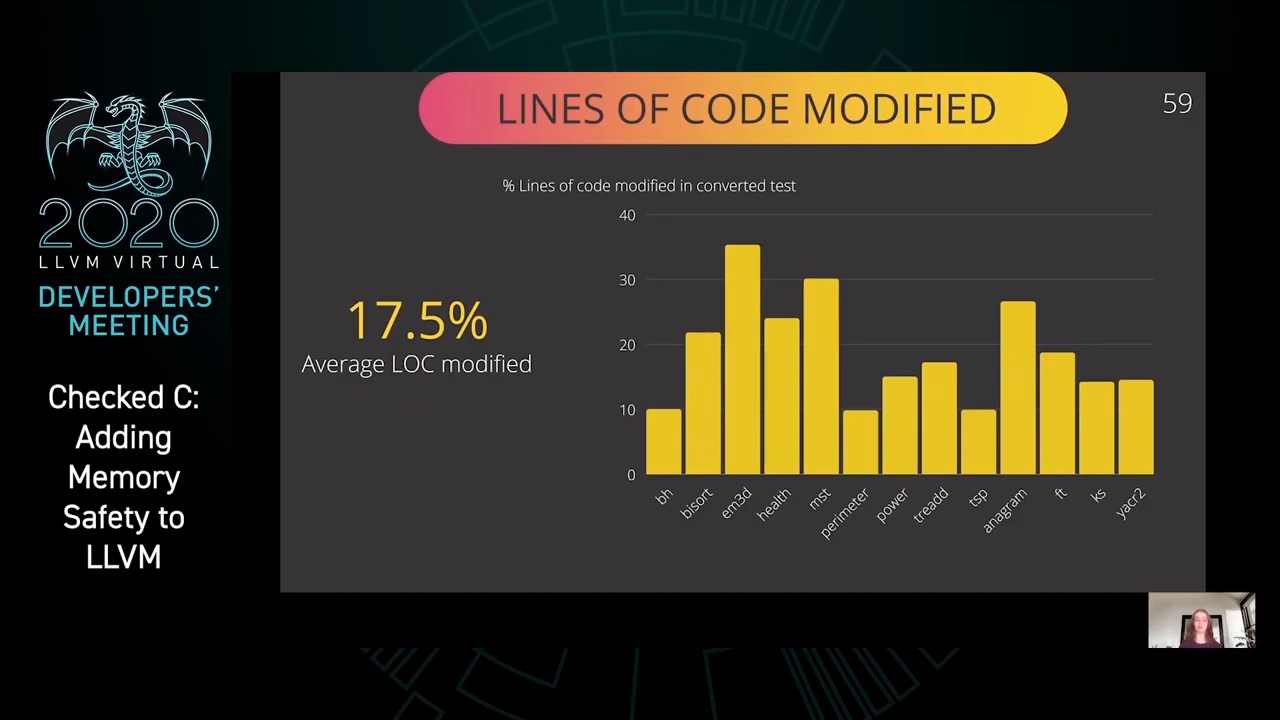 2020
LLVM VIRTUAL
DEVELOPERS’
MEETING
Checked C:
Adding
Memory
Safety to
LLVM
LINES OF CODE MODIFIED
59
17.5%
Average LOC modified
% Lines of code modified in converted test
40
30
20
10
0
bh
bisort
em3d
health
mst
perimeter
power
treadd
tsp
anagram
ft
ks
yacr2